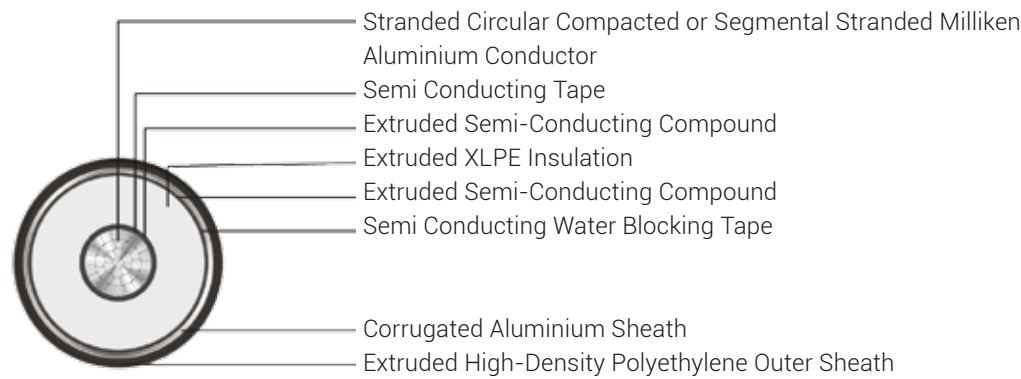 Stranded Circular Compacted or Segmental Stranded Milliken
Aluminium Conductor
Semi Conducting Tape
Extruded Semi-Conducting Compound
Extruded XLPE Insulation
Extruded Semi-Conducting Compound
Semi Conducting Water Blocking Tape
Corrugated Aluminium Sheath
Extruded High-Density Polyethylene Outer Sheath